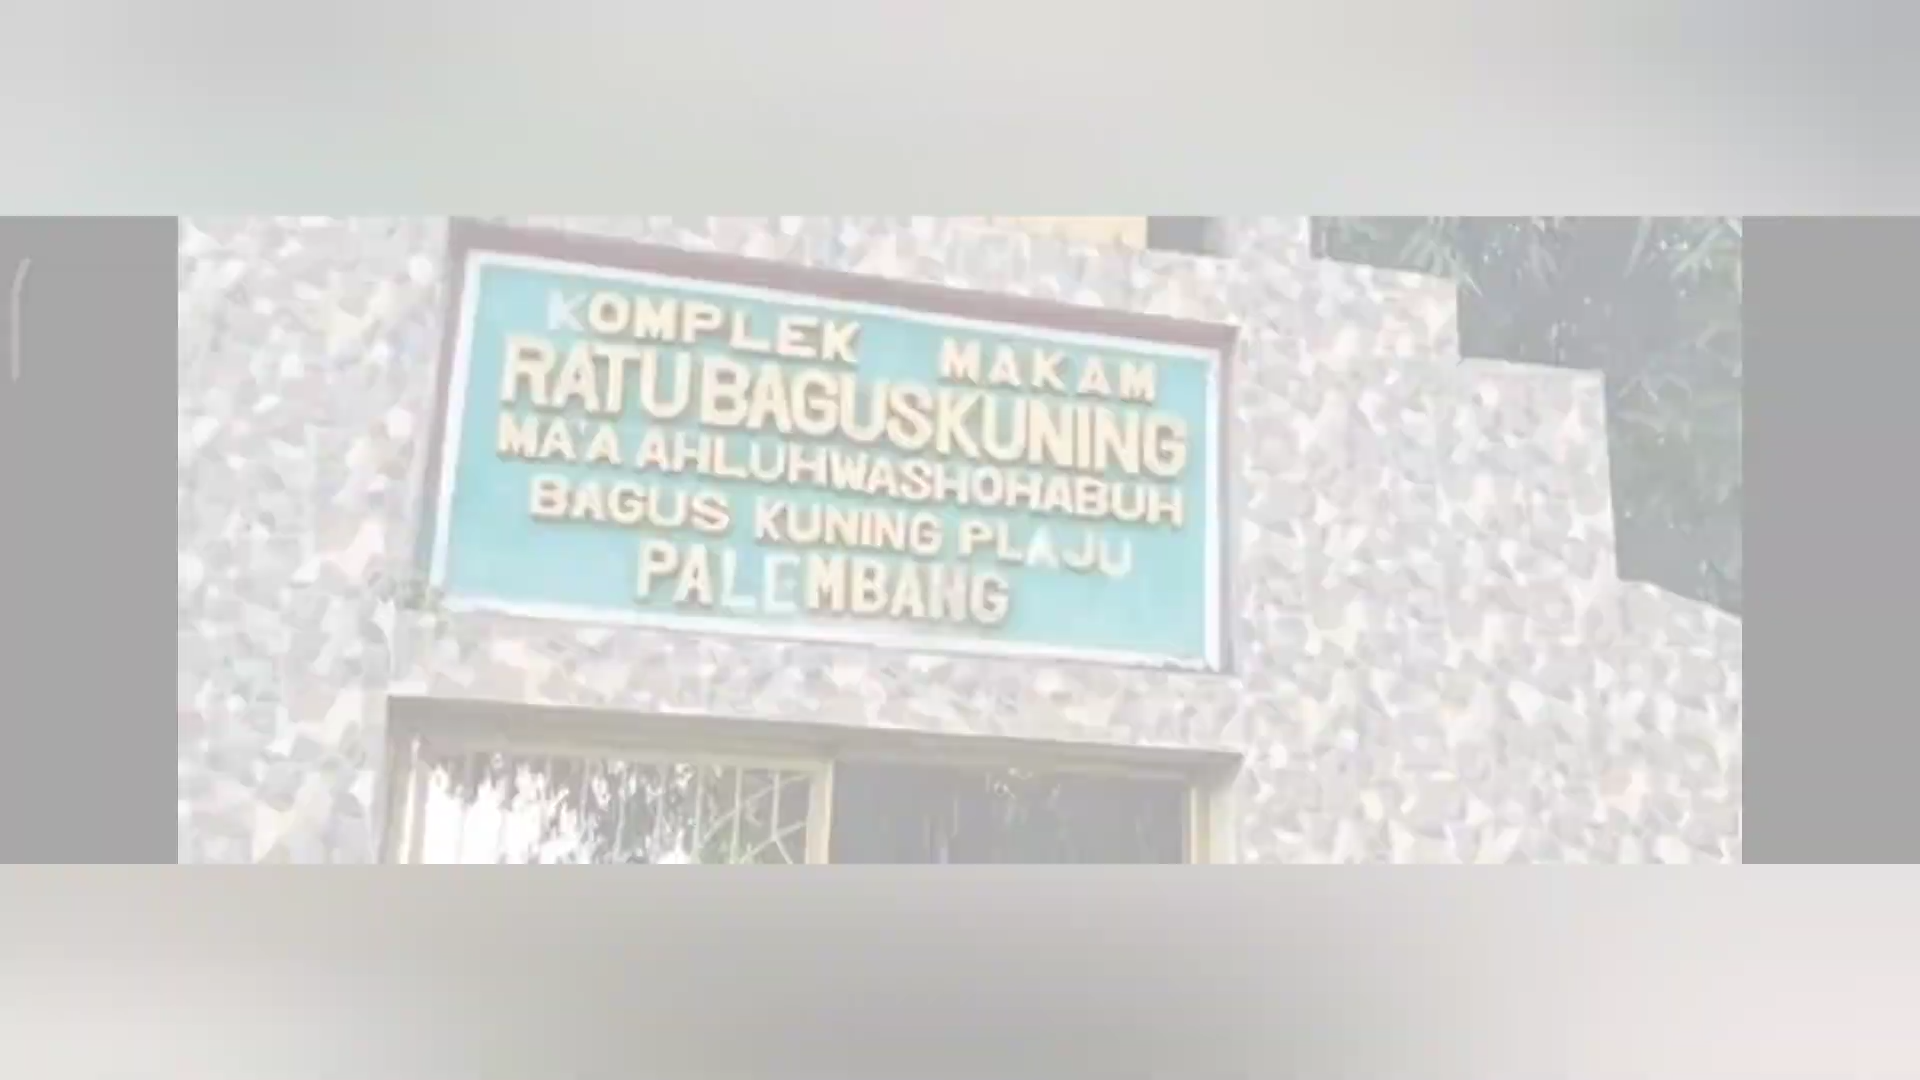 KOMPLEK MAKAM
RATU BAGUSKUNING
MA'A AHLUHWASHOHABUH
BAGUS KUNING PLAJU
PALEMBANG